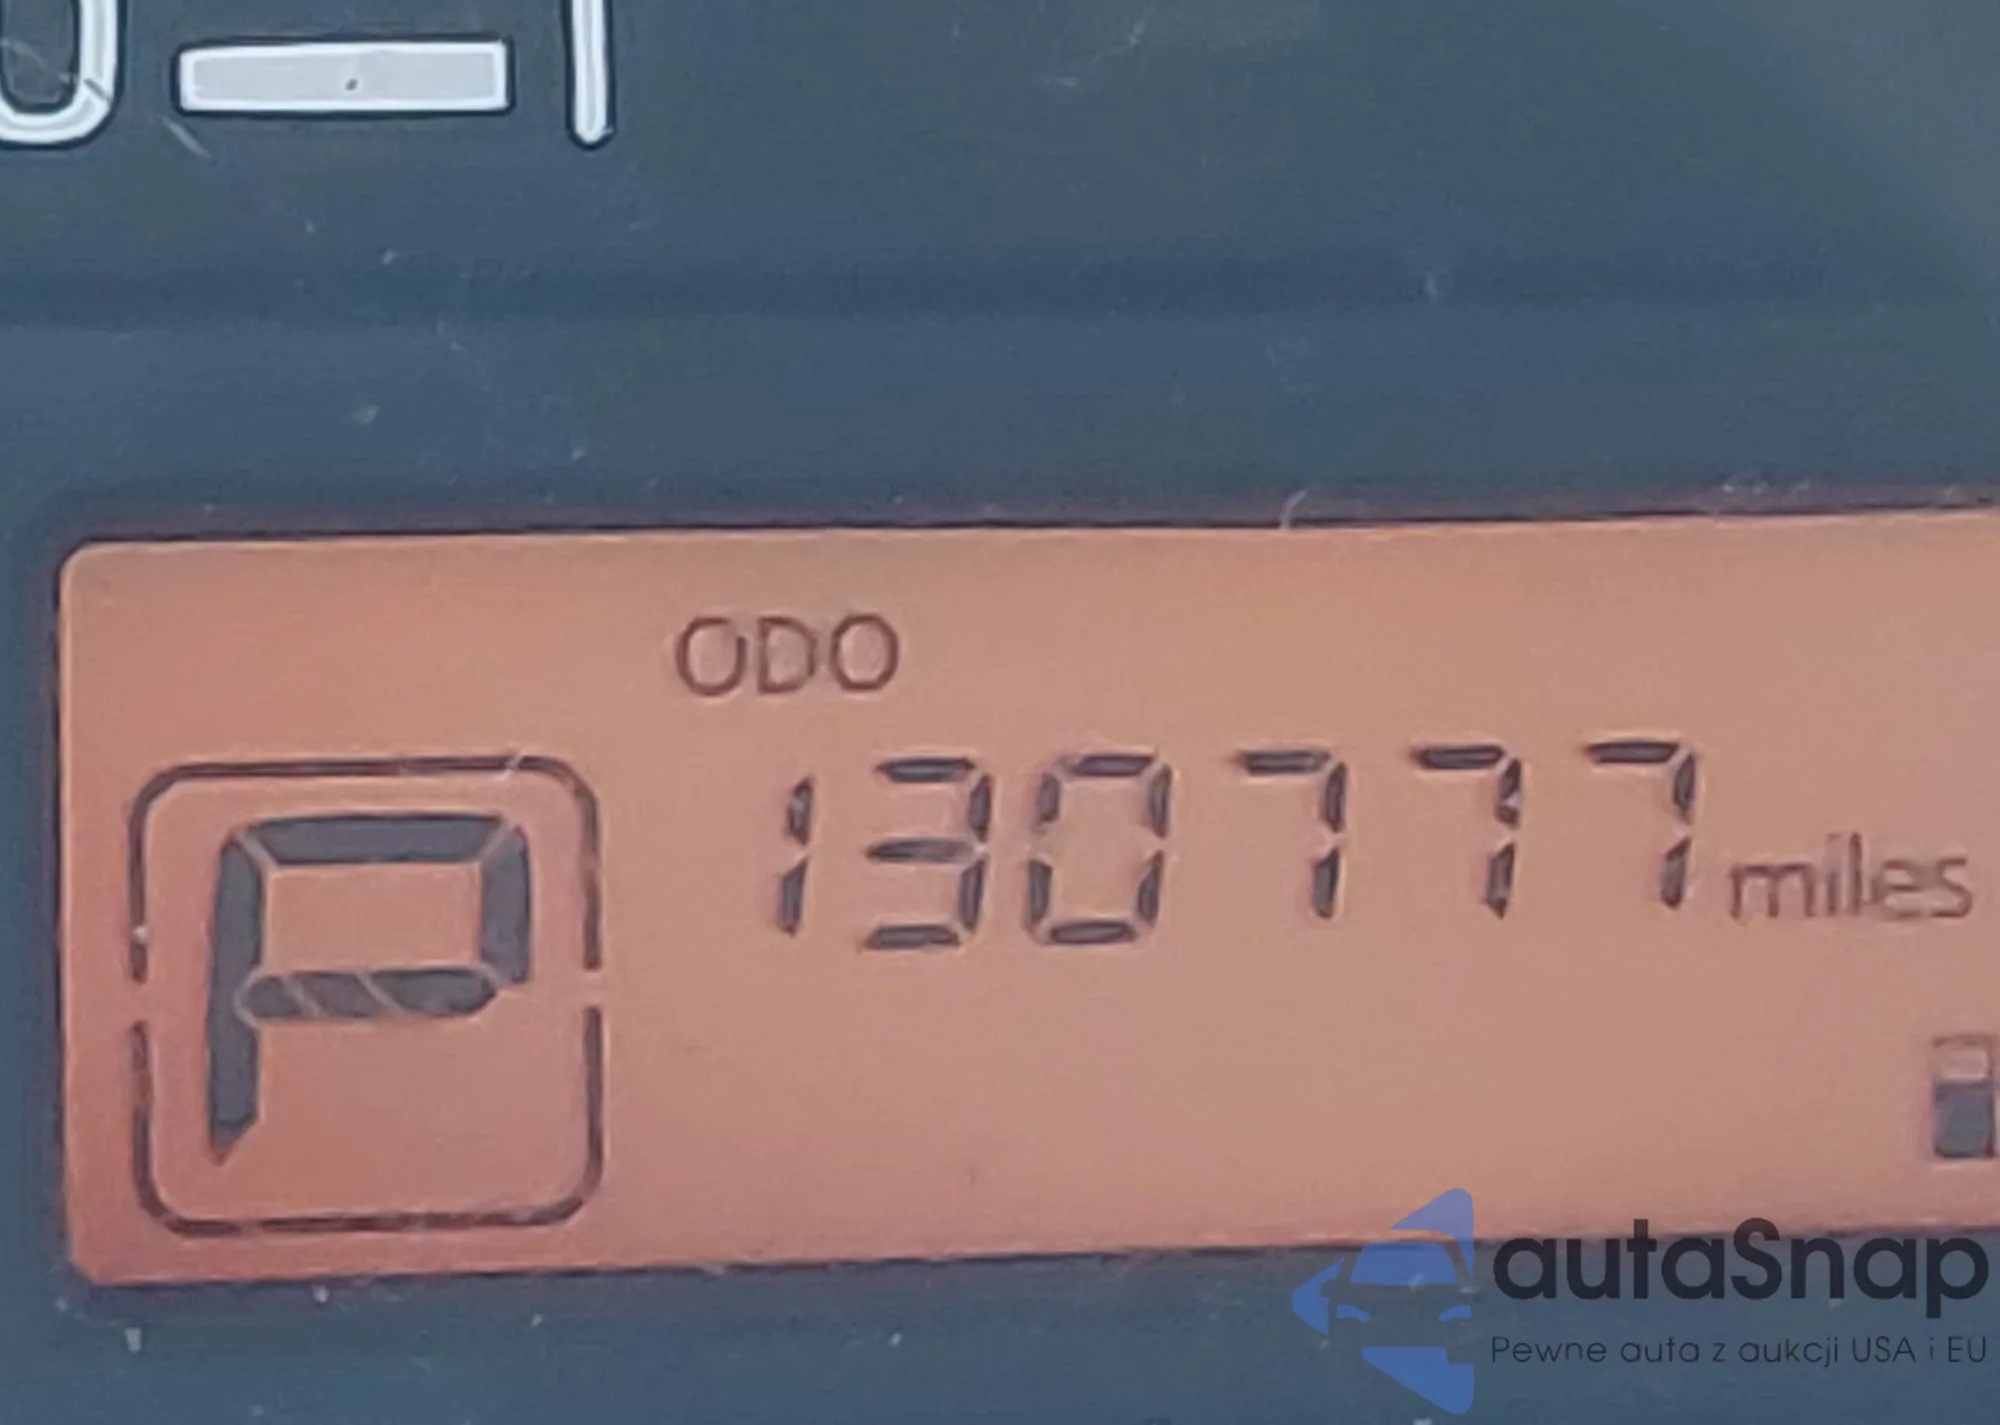 ODO
P
130777 miles
autaSnap
Pewne auta z aukcji USA i EU